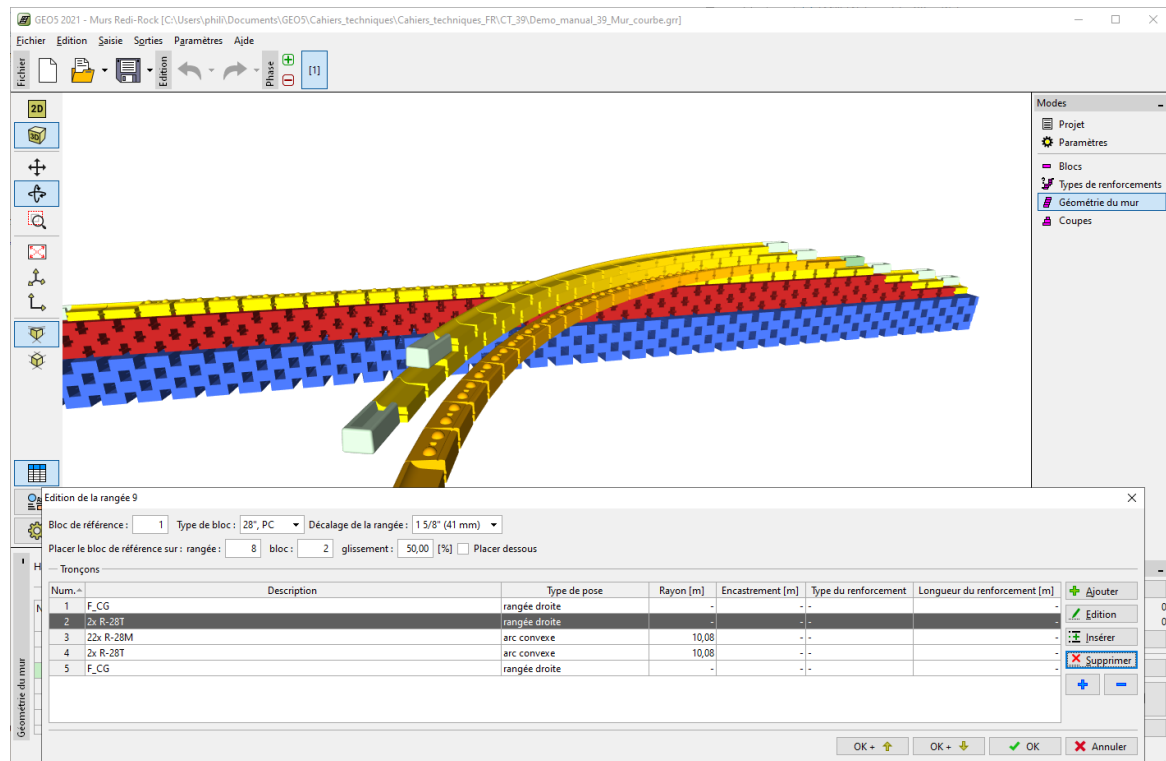 GEO5 2021 - Murs Redi-Rock [C:\Users\phili\Documents\GEO5\Cahiers_techniques\Cahiers_techniques_FR\CT_39\Demo_manual_39_Mur_courbe.grr]
Fichier Edition Saisie Sorties Paramètres Aide
Fichier Edition Phase [1]
2D
3D
Modes
Projet
Paramètres
Blocs
Types de renforcements
Géométrie du mur
Coupes
Edition de la rangée 9
Bloc de référence : 1 Type de bloc : 28", PC Décalage de la rangée : 1 5/8" (41 mm)
Placer le bloc de référence sur : rangée : 8 bloc : 2 glissement : 50,00 [%] Placer dessous
Tronçons
Num. Description Type de pose Rayon [m] Encastrement [m] Type du renforcement Longueur du renforcement [m]
1 F_CG rangée droite - - - -
2 2x R-28T rangée droite - - - -
3 22x R-28M arc convexe 10,08 - - -
4 2x R-28T arc convexe 10,08 - - -
5 F_CG rangée droite - - - -
Ajouter
Edition
Insérer
Supprimer
Géométrie du mur
OK + OK + OK Annuler